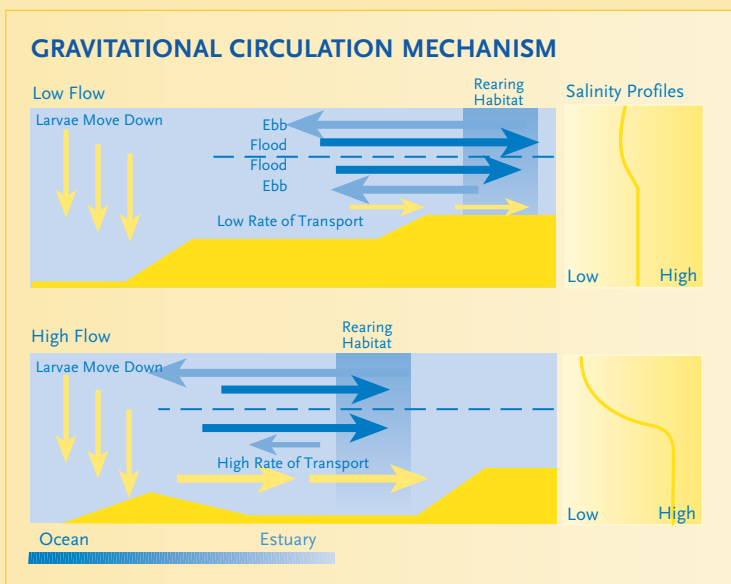 GRAVITATIONAL CIRCULATION MECHANISM
Low Flow
Rearing
Habitat
Salinity Profiles
Larvae Move Down
Ebb
Flood
Flood
Ebb
Low Rate of Transport
Low
High
High Flow
Rearing
Habitat
Larvae Move Down
High Rate of Transport
Low
High
Ocean
Estuary